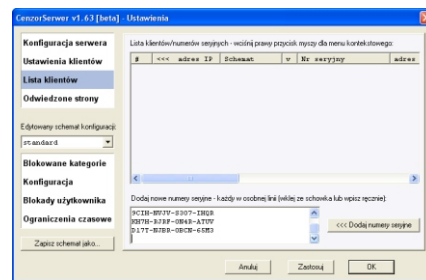 CenzorSerwer v1.63 [beta] - Ustawienia
Konfiguracja serwera
Ustawienia klientów
Lista klientów
Odwiedzone strony
Edytowany schemat konfiguracji:
standard
Blokowane kategorie
Konfiguracja
Blokady użytkownika
Ograniczenia czasowe
Zapisz schemat jako...
Lista klientów/numerów seryjnych - wciśnij prawy przycisk myszy dla menu kontekstowego:
# <<< adres IP Schemat v Nr seryjny adres
Dodaj nowe numery seryjne - każdy w osobnej linii (wklej ze schowka lub wpisz ręcznie):
<<< Dodaj numery seryjne
Anuluj Zastosuj OK